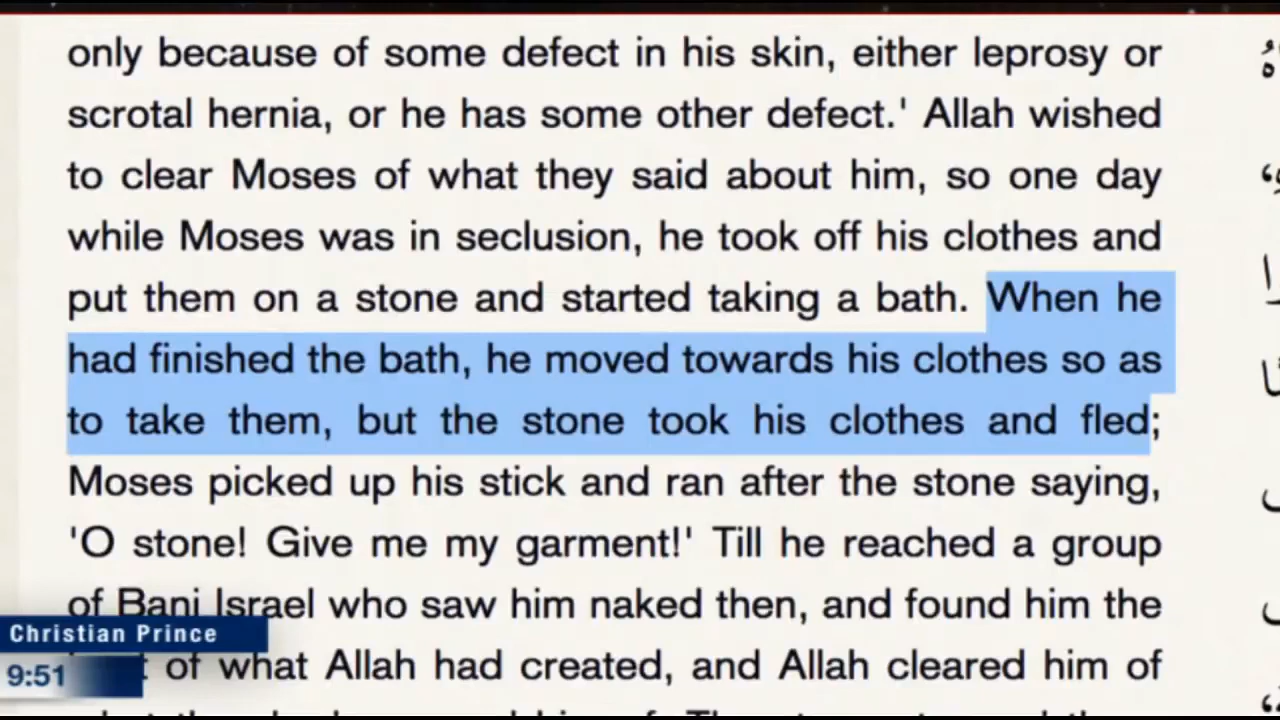 only because of some defect in his skin, either leprosy or
scrotal hernia, or he has some other defect.' Allah wished
to clear Moses of what they said about him, so one day
while Moses was in seclusion, he took off his clothes and
put them on a stone and started taking a bath. When he
had finished the bath, he moved towards his clothes so as
to take them, but the stone took his clothes and fled;
Moses picked up his stick and ran after the stone saying,
'O stone! Give me my garment!' Till he reached a group
of Bani Israel who saw him naked then, and found him the
of what Allah had created, and Allah cleared him of
Christian Prince
9:51